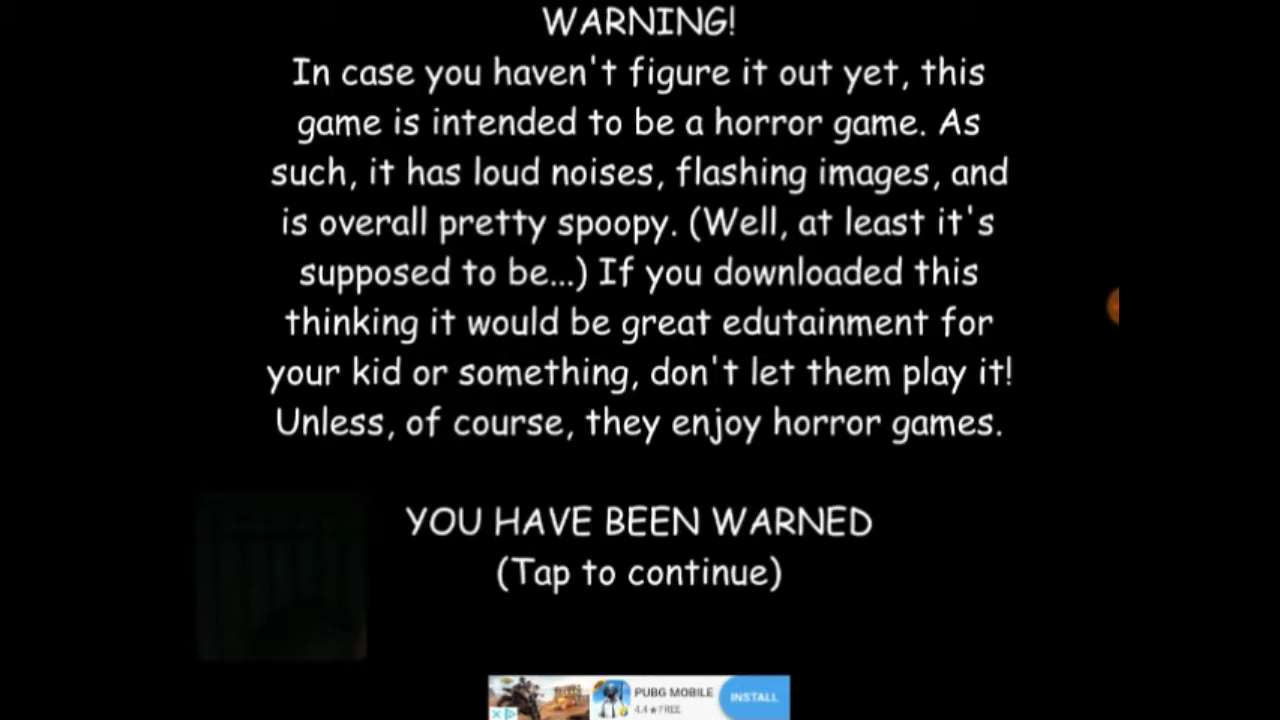 WARNING!
In case you haven't figure it out yet, this
game is intended to be a horror game. As
such, it has loud noises, flashing images, and
is overall pretty spoopy. (Well, at least it's
supposed to be...) If you downloaded this
thinking it would be great edutainment for
your kid or something, don't let them play it!
Unless, of course, they enjoy horror games.
YOU HAVE BEEN WARNED
(Tap to continue)
PUBG MOBILE
4.4★FREE
INSTALL